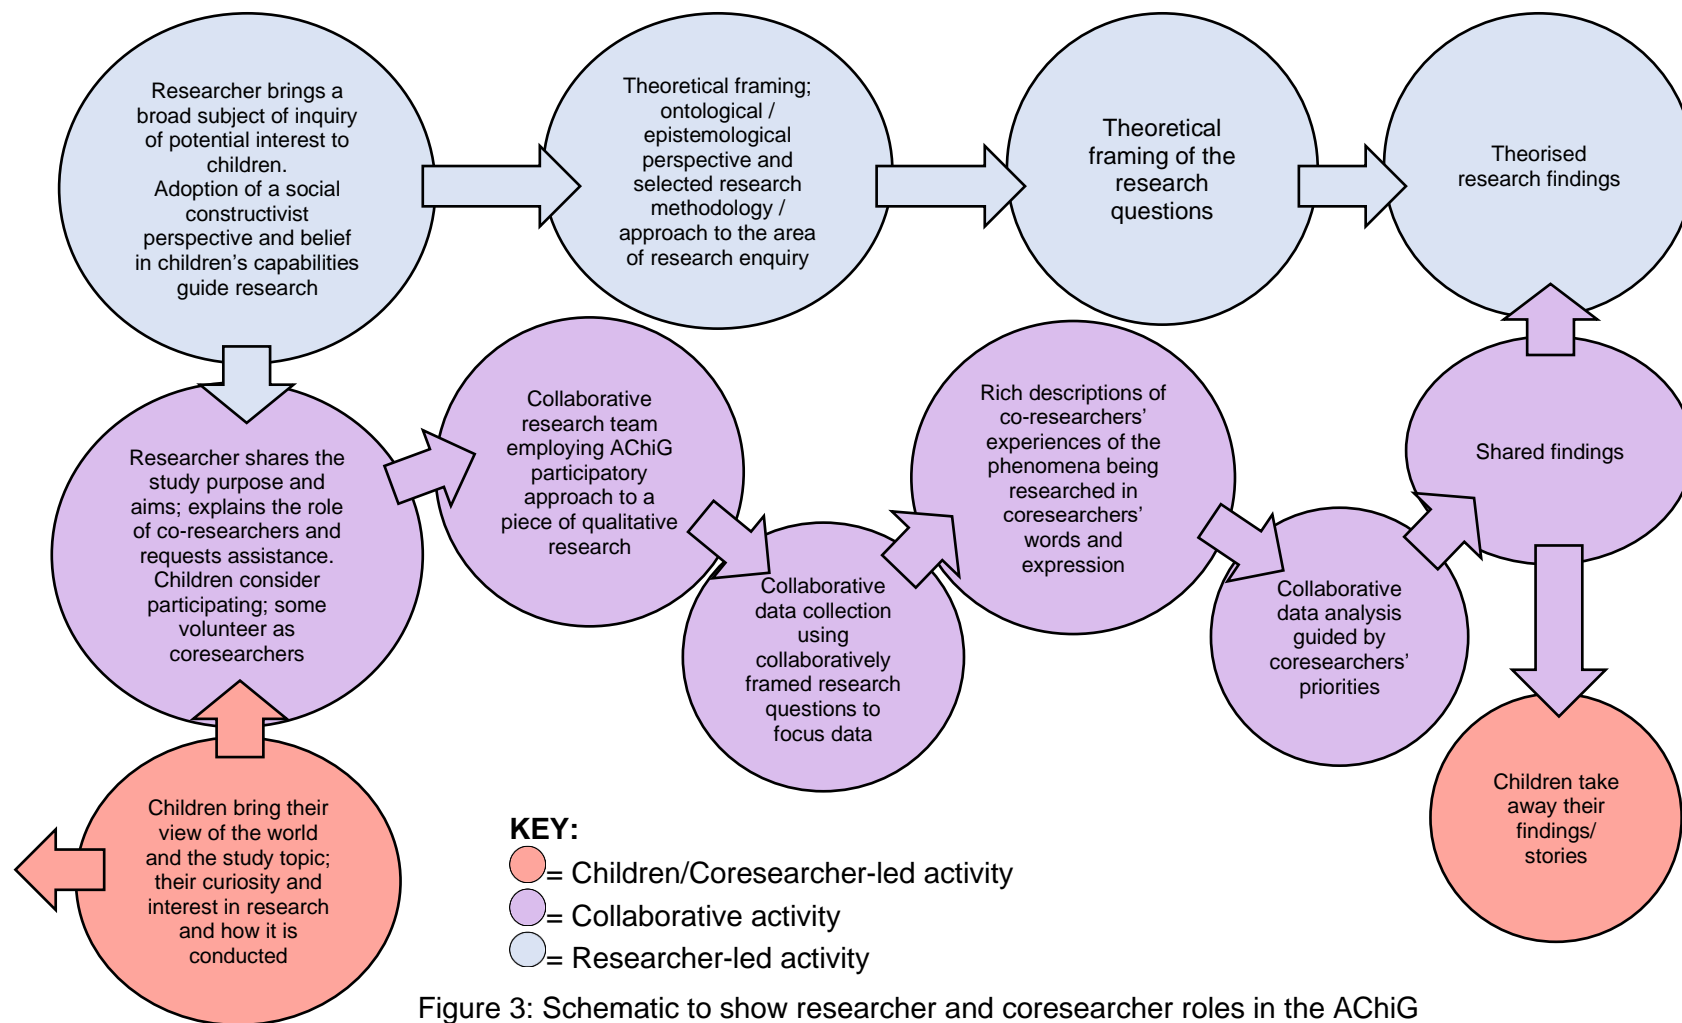 Researcher brings a
broad subject of inquiry
of potential interest to
children.
Adoption of a social
constructivist
perspective and belief
in children’s capabilities
guide research
Theoretical framing;
ontological /
epistemological
perspective and
selected research
methodology /
approach to the area
of research enquiry
Theoretical
framing of the
research
questions
Theorised
research findings
Researcher shares the
study purpose and
aims; explains the role
of co-researchers and
requests assistance.
Children consider
participating; some
volunteer as
coresearchers
Collaborative
research team
employing AChiG
participatory
approach to a
piece of qualitative
research
Collaborative
data collection
using
collaboratively
framed research
questions to
focus data
Rich descriptions of
co-researchers’
experiences of the
phenomena being
researched in
coresearchers’
words and
expression
Collaborative
data analysis
guided by
coresearchers’
priorities
Shared findings
Children bring their
view of the world
and the study topic;
their curiosity and
interest in research
and how it is
conducted
Children take
away their
findings/
stories
KEY:
= Children/Coresearcher-led activity
= Collaborative activity
= Researcher-led activity
Figure 3: Schematic to show researcher and coresearcher roles in the AChiG